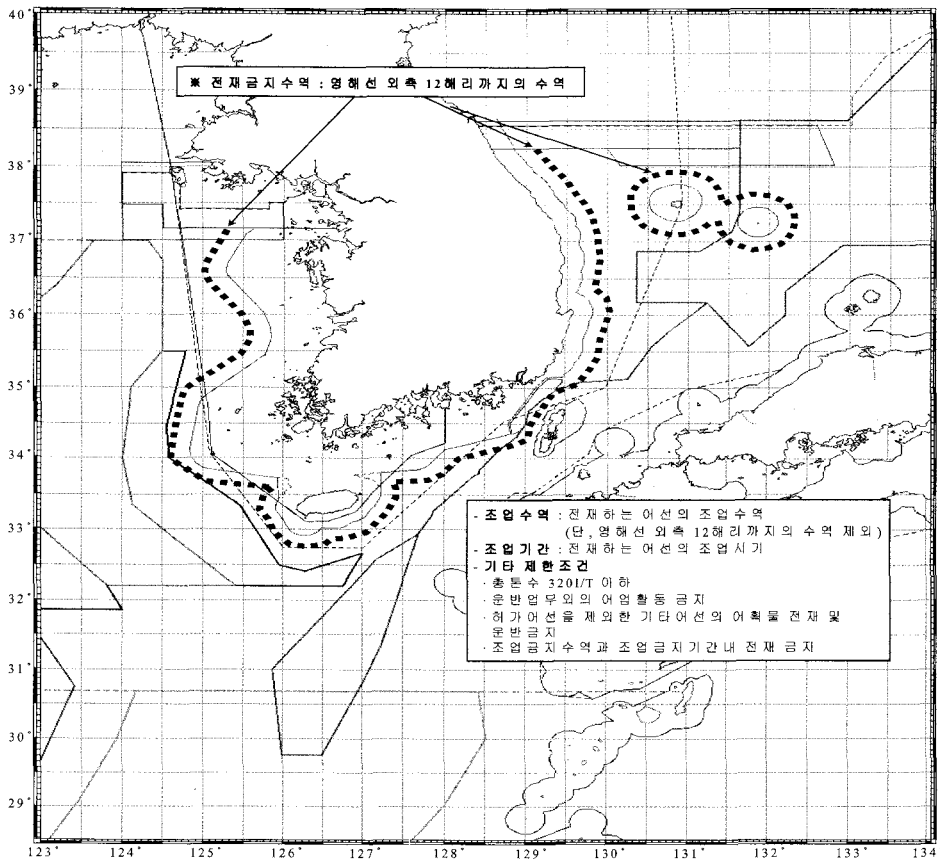 40˚
39˚
38˚
37˚
36˚
35˚
34˚
33˚
32˚
31˚
30˚
29˚
※ 전재금지수역 : 영해선 외측 12해리까지의 수역
- 조업수역 : 전재하는 어선의 조업수역
(단, 영해선 외측 12해리까지의 수역 제외)
- 조업기간 : 전재하는 어선의 조업시기
- 기타 제한조건
· 총톤수 320I/T 이하
· 운반업무외의 어업활동 금지
· 허가어선을 제외한 기타어선의 어획물 전재 및
운반금지
· 조업금지수역과 조업금지기간내 전재 금지
123˚ 124˚ 125˚ 126˚ 127˚ 128˚ 129˚ 130˚ 131˚ 132˚ 133˚ 134